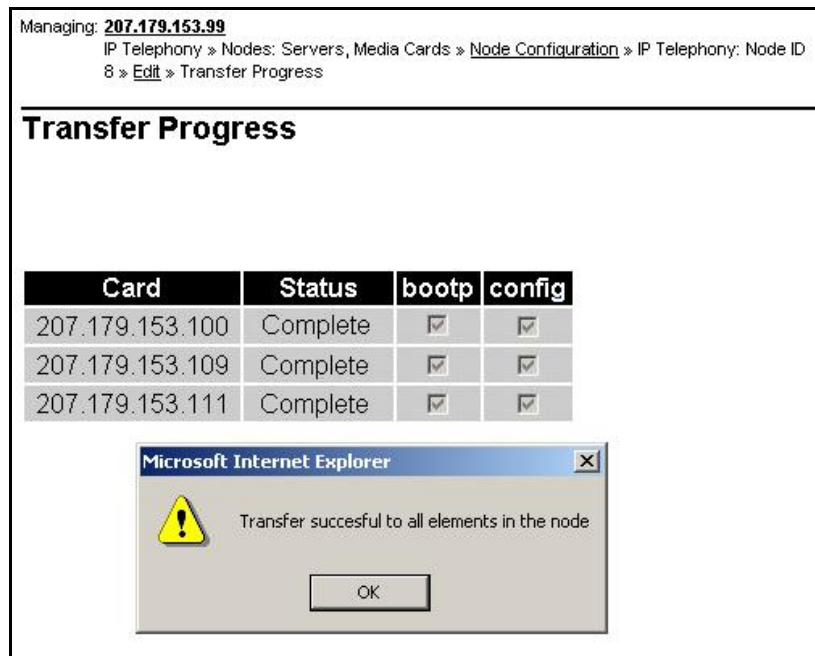 Managing: 207.179.153.99
IP Telephony » Nodes: Servers, Media Cards » Node Configuration » IP Telephony: Node ID
8 » Edit » Transfer Progress
Transfer Progress
Card Status bootp config
207.179.153.100 Complete
207.179.153.109 Complete
207.179.153.111 Complete
Microsoft Internet Explorer
Transfer succesful to all elements in the node
OK